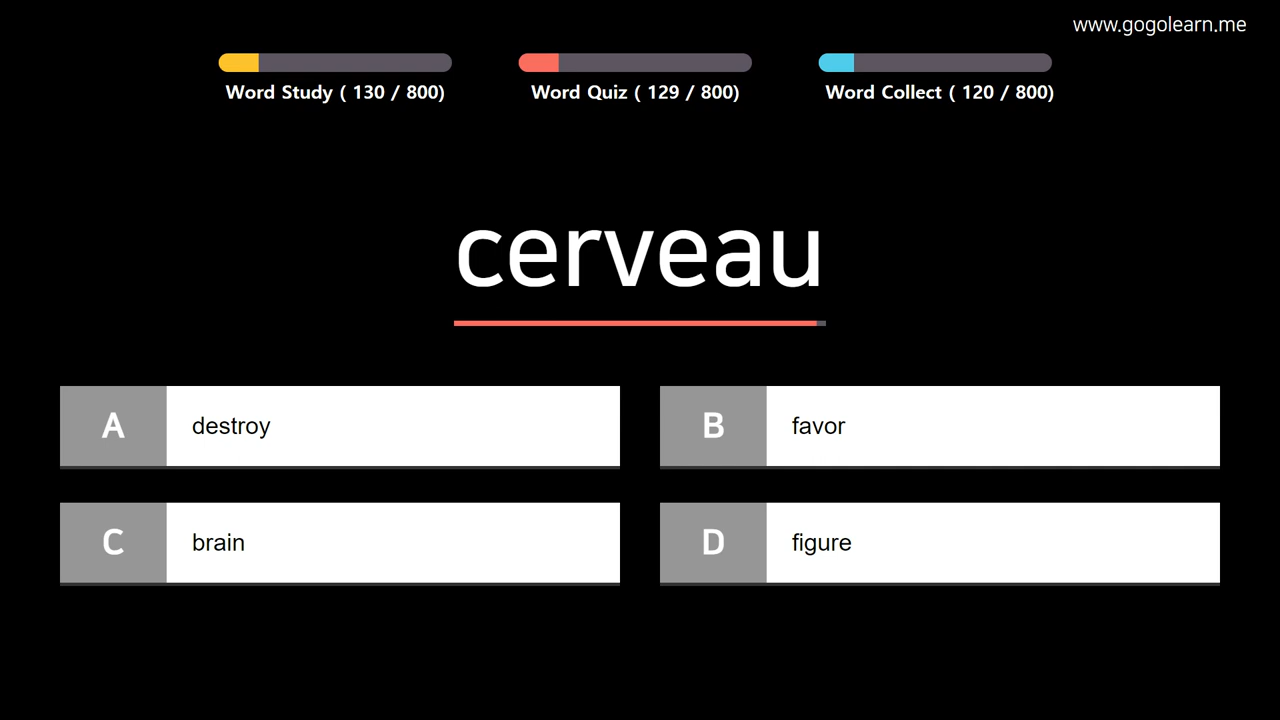 www.gogolearn.me
Word Study ( 130 / 800)
Word Quiz ( 129 / 800)
Word Collect ( 120 / 800)
cerveau
A destroy
B favor
C brain
D figure